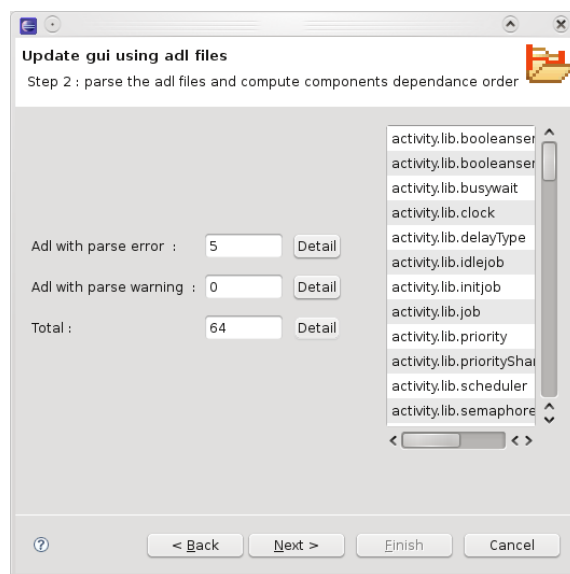 Update gui using adl files
Step 2 : parse the adl files and compute components dependance order
activity.lib.booleanser
activity.lib.booleanser
activity.lib.busywait
activity.lib.clock
activity.lib.delayType
activity.lib.idlejob
activity.lib.initjob
activity.lib.job
activity.lib.priority
activity.lib.priorityShar
activity.lib.scheduler
activity.lib.semaphore
Adl with parse error : 5 Detail
Adl with parse warning : 0 Detail
Total : 64 Detail
? < Back Next > Finish Cancel